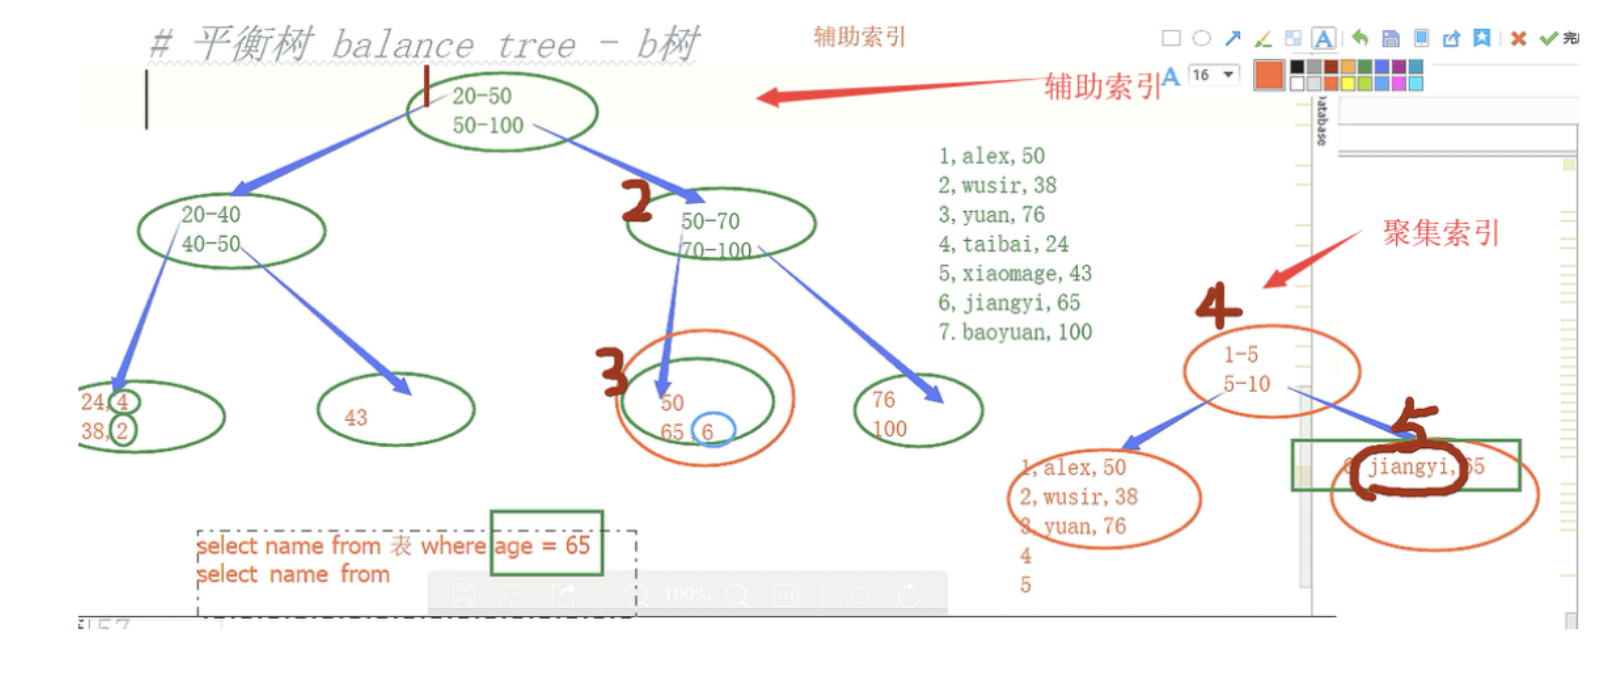 # 平衡树 balance tree - b树
辅助索引
辅助索引
A
A
16
完
atabase
20-50
50-100
20-40
40-50
2
50-70
70-100
1,alex,50
2,wusir,38
3,yuan,76
4,taibai,24
5,xiaomage,43
6,jiangyi,65
7.baoyuan,100
聚集索引
4
1-5
5-10
24,4
38,2
43
3
50
65 6
76
100
5
1,alex,50
2,wusir,38
3,yuan,76
4
5
6 jiangyi,65
select name from 表 where age = 65
select name from
100%
1:1
57